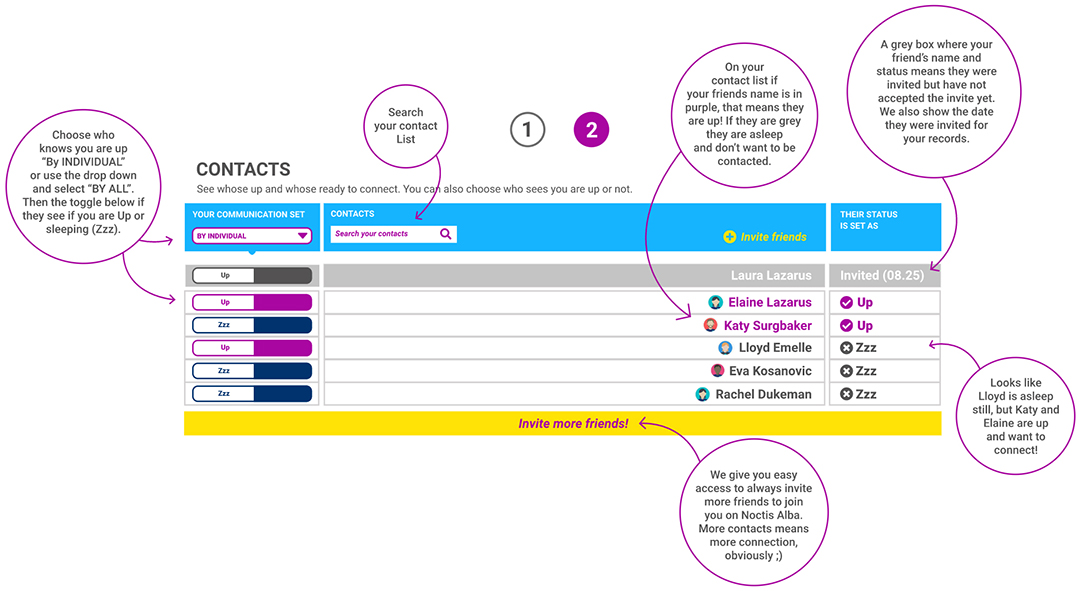 A grey box where your
friend's name and
status means they were
invited but have not
accepted the invite yet.
We also show the date
they were invited for
your records.
On your
contact list if
your friends name is in
purple, that means they
are up! If they are grey
they are asleep
and don't want to be
contacted.
Search
your contact
List
Choose who
knows you are up
"By INDIVIDUAL"
or use the drop down
and select "BY ALL".
Then the toggle below if
they see if you are Up or
sleeping (Zzz).
1
2
CONTACTS
See whose up and whose ready to connect. You can also choose who sees you are up or not.
YOUR COMMUNICATION SET
BY INDIVIDUAL
CONTACTS
Search your contacts
Invite friends
THEIR STATUS
IS SET AS
Up Laura Lazarus Invited (08.25)
Up Elaine Lazarus Up
Zzz Katy Surgbaker Up
Up Lloyd Emelle Zzz
Zzz Eva Kosanovic Zzz
Zzz Rachel Dukeman Zzz
Invite more friends!
Looks like
Lloyd is asleep
still, but Katy and
Elaine are up
and want to
connect!
We give you easy
access to always invite
more friends to join
you on Noctis Alba.
More contacts means
more connection,
obviously ;)